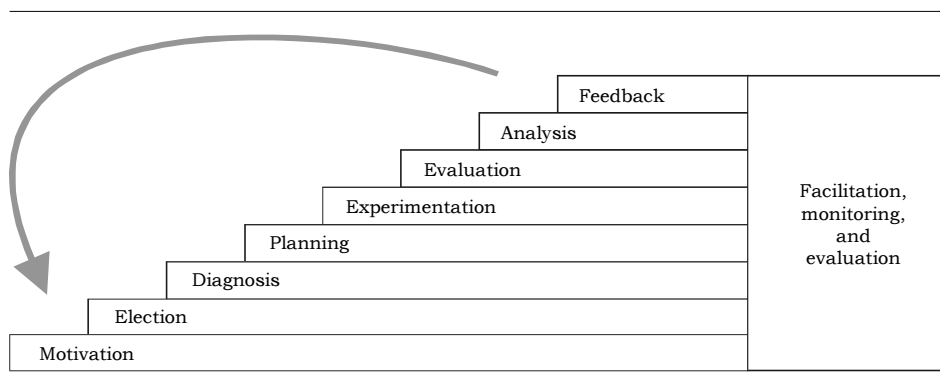 Feedback
Analysis
Evaluation
Experimentation
Planning
Diagnosis
Election
Motivation
Facilitation,
monitoring,
and
evaluation